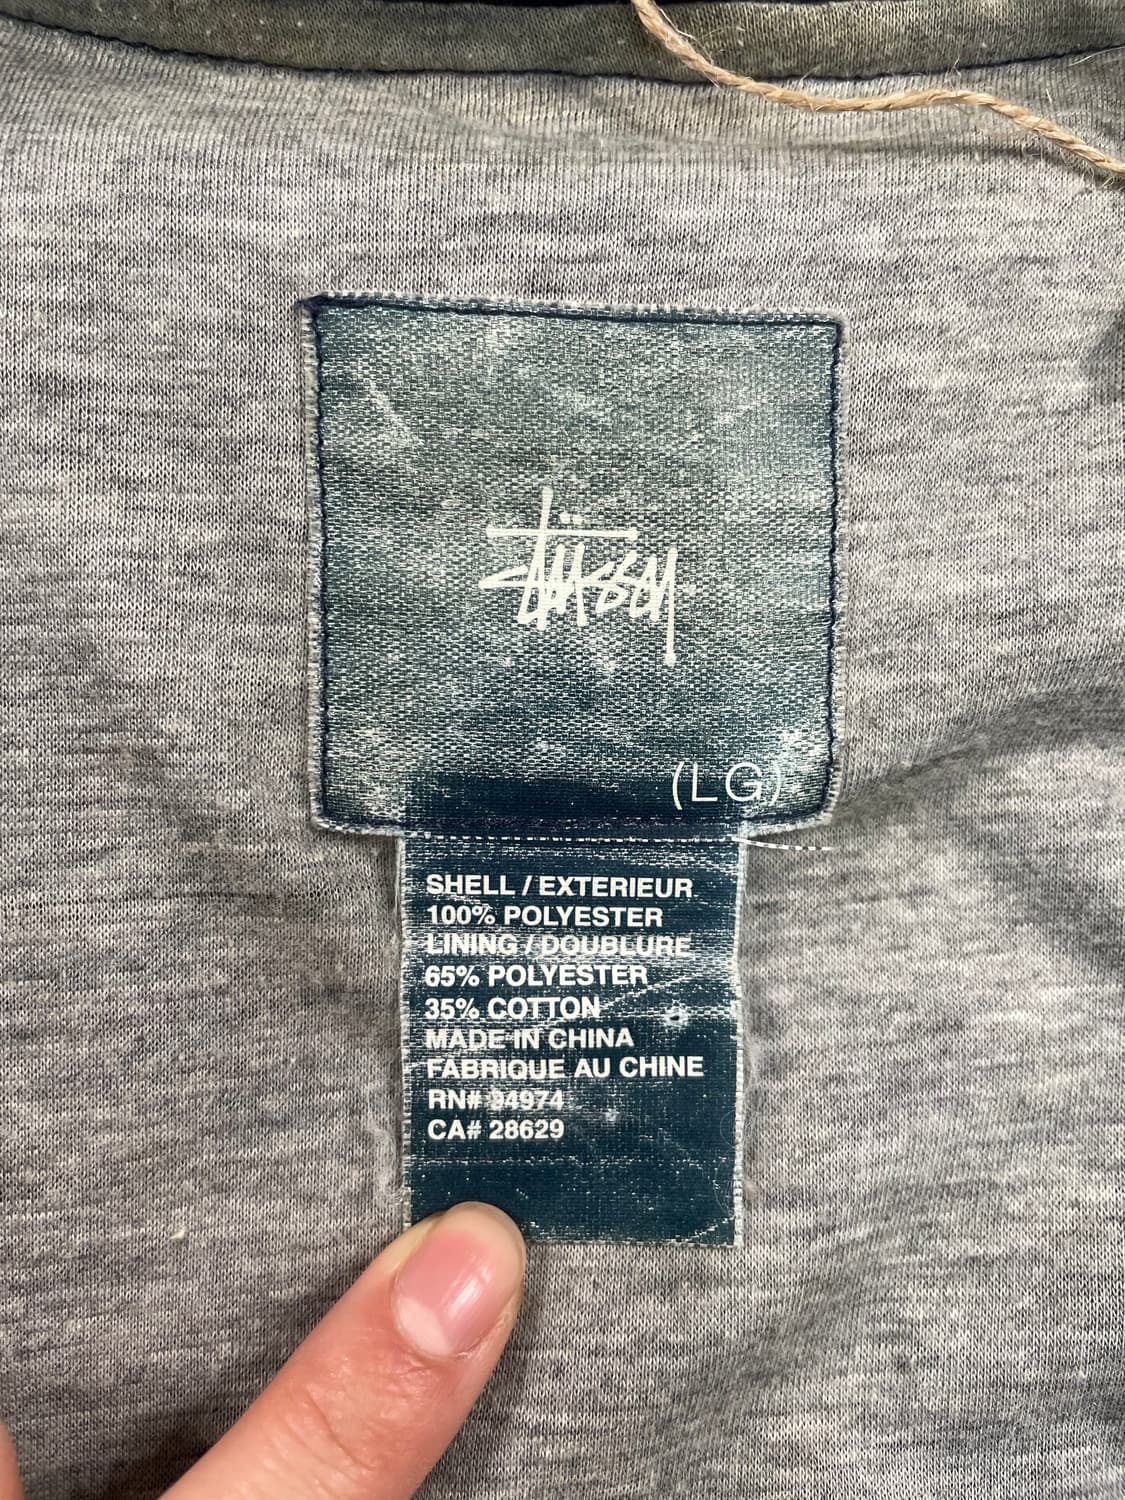 Stüssy
(LG)
SHELL / EXTERIEUR
100% POLYESTER
LINING / DOUBLURE
65% POLYESTER
35% COTTON
MADE IN CHINA
FABRIQUE AU CHINE
RN# 94974
CA# 28629